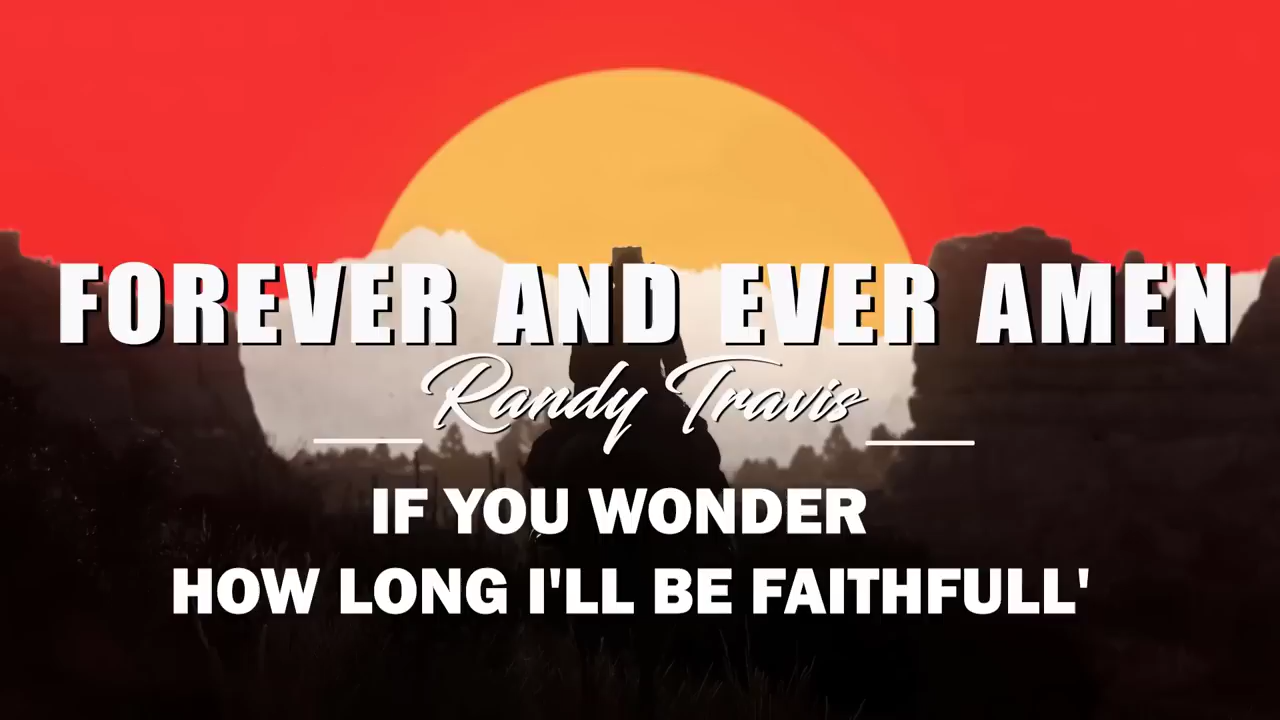 FOREVER AND EVER AMEN
Randy Travis
IF YOU WONDER
HOW LONG I'LL BE FAITHFULL'